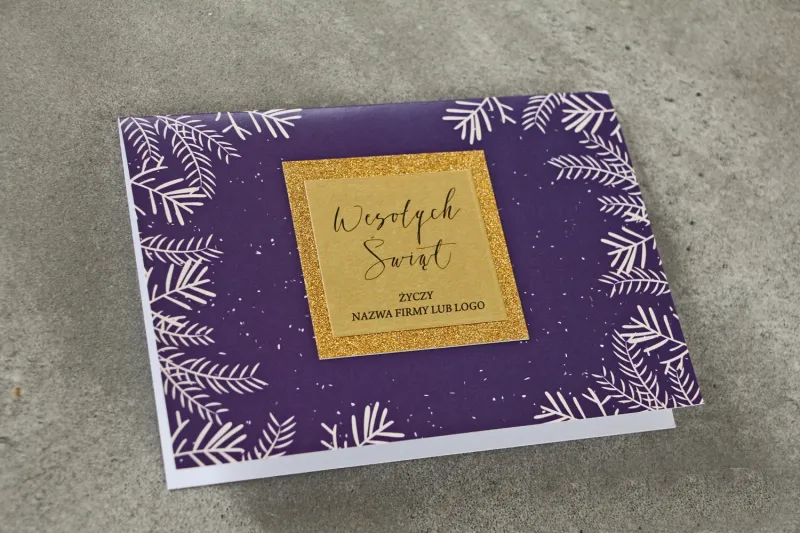 Wesołych
Świąt
ŻYCZY
NAZWA FIRMY LUB LOGO